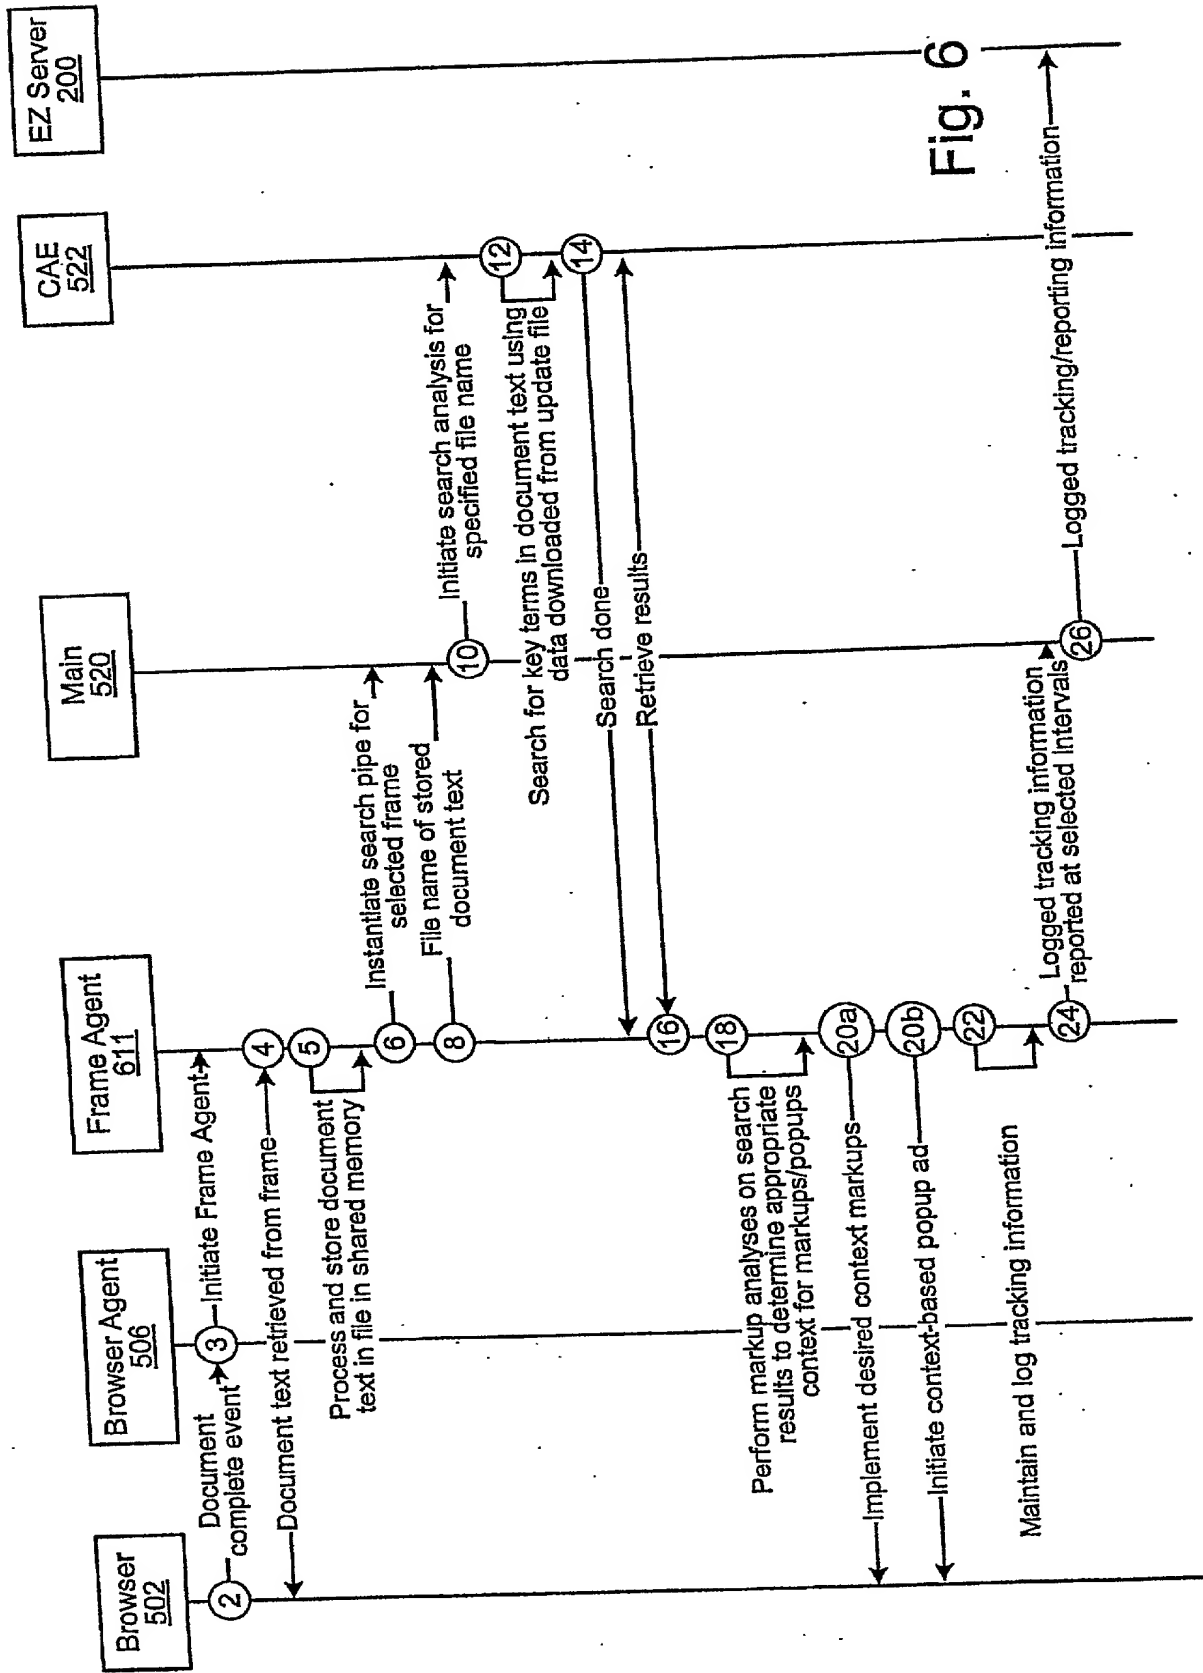 Browser
502
Browser Agent
506
Frame Agent
611
Main
520
CAE
522
EZ Server
200
2
Document
complete event
3
Initiate Frame Agent
4
Document text retrieved from frame
5
Process and store document
text in file in shared memory
6
Instantiate search pipe for
selected frame
8
File name of stored
document text
10
Initiate search analysis for
specified file name
12
Search for key terms in document text using
data downloaded from update file
14
Search done
Retrieve results
16
18
Perform markup analyses on search
results to determine appropriate
context for markups/popups
20a
Implement desired context markups
20b
Initiate context-based popup ad
22
Maintain and log tracking information
24
Logged tracking information
reported at selected intervals
26
Logged tracking/reporting information
Fig. 6